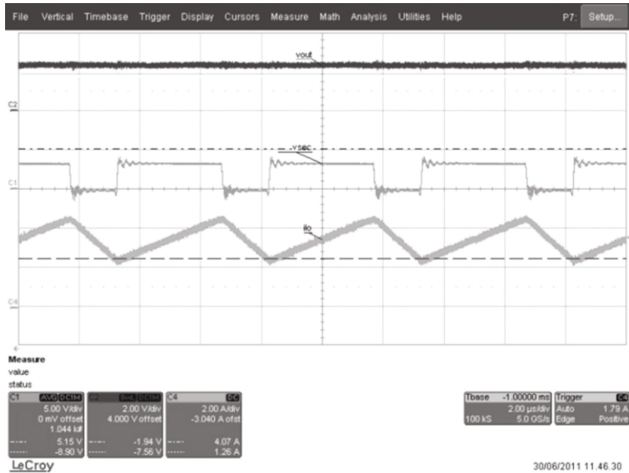 File Vertical Timebase Trigger Display Cursors Measure Math Analysis Utilities Help P7: Setup...
vout
C2
vsec
C1
ilo
C4
Measure
value
status
C1 AVG DC1M
5.00 V/div
0 mV offset
1.044 k#
5.15 V
-8.90 V
2.00 V/div
4.000 V offset
-1.94 V
-7.56 V
C4 DC
2.00 A/div
-3.040 A ofst
4.07 A
1.26 A
Tbase -1.00000 ms
2.00 µs/div
100 kS 5.0 GS/s
Trigger C4
Auto 1.79 A
Edge Positive
LeCroy
30/06/2011 11.46.30